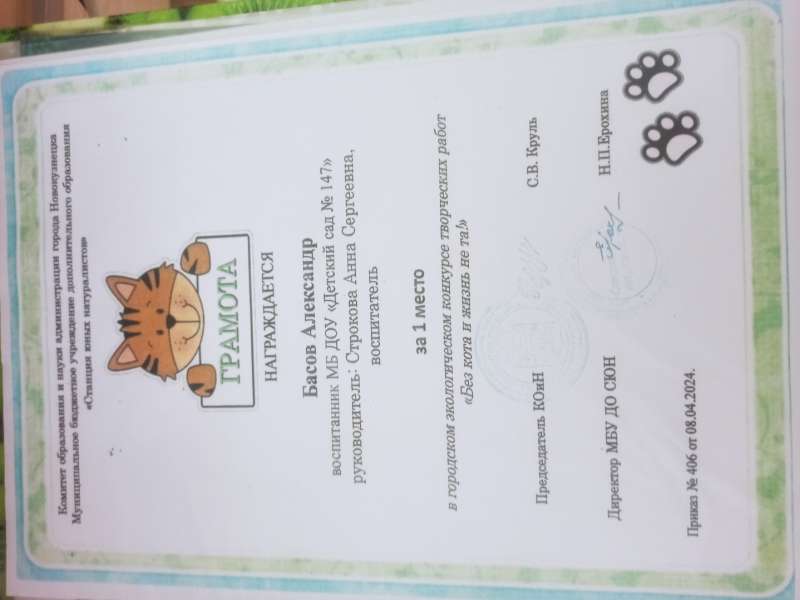 Комитет образования и науки администрации города Новокузнецка
Муниципальное бюджетное учреждение дополнительного образования
«Станция юных натуралистов»
ГРАМОТА
НАГРАЖДАЕТСЯ
Басов Александр
воспитанник МБ ДОУ «Детский сад № 147»
руководитель: Строкова Анна Сергеевна,
воспитатель
за 1 место
в городском экологическом конкурсе творческих работ
«Без кота и жизнь не та!»
Председатель КОиН С.В. Круль
Директор МБУ ДО СЮН Н.П.Ерохина
Приказ № 406 от 08.04.2024.